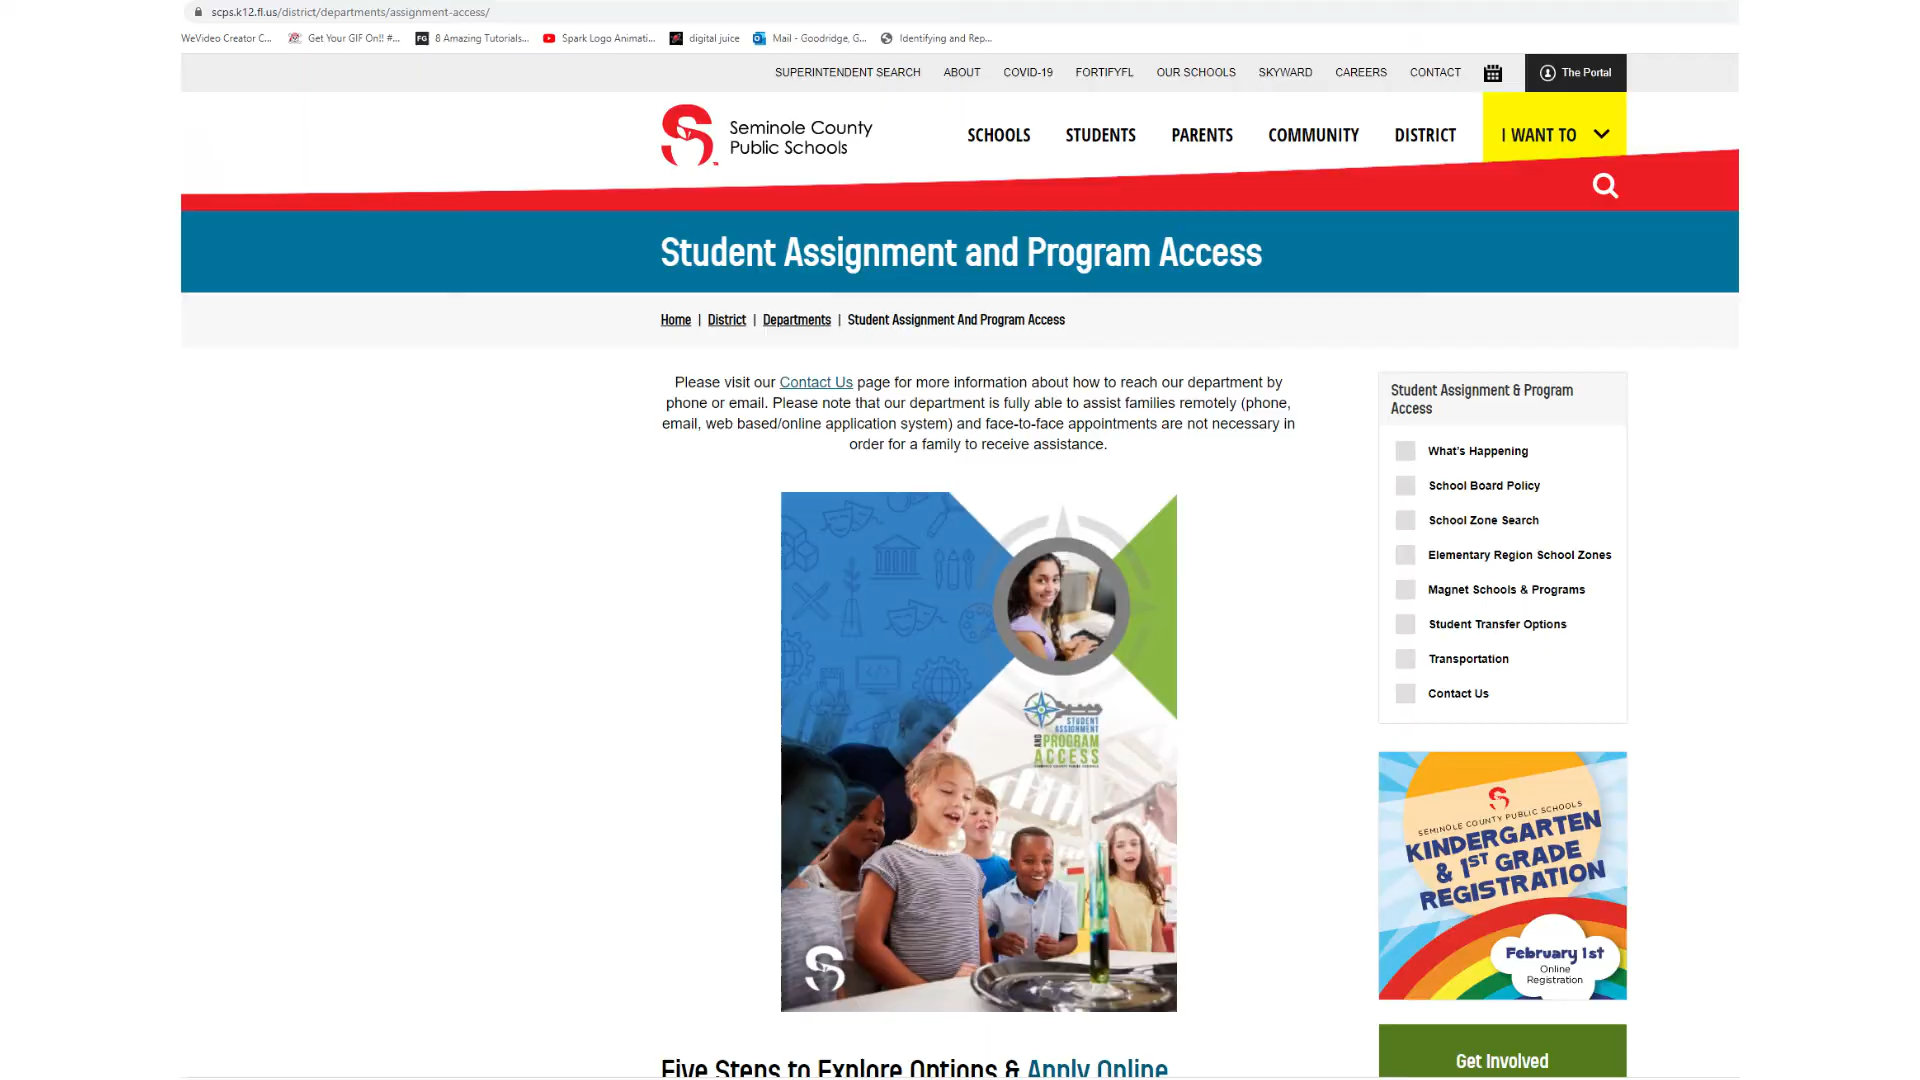 scps.k12.fl.us/district/departments/assignment-access/
WeVideo Creator C... Get Your GIF On!! #... FG 8 Amazing Tutorials... Spark Logo Animati... digital juice Mail - Goodridge, G... Identifying and Rep...
SUPERINTENDENT SEARCH ABOUT COVID-19 FORTIFYFL OUR SCHOOLS SKYWARD CAREERS CONTACT The Portal
Seminole County
Public Schools
SCHOOLS STUDENTS PARENTS COMMUNITY DISTRICT I WANT TO
Student Assignment and Program Access
Home | District | Departments | Student Assignment And Program Access
Please visit our Contact Us page for more information about how to reach our department by
phone or email. Please note that our department is fully able to assist families remotely (phone,
email, web based/online application system) and face-to-face appointments are not necessary in
order for a family to receive assistance.
STUDENT
ASSIGNMENT
AND PROGRAM
ACCESS
Five Steps to Explore Options & Apply Online
Student Assignment & Program
Access
What's Happening
School Board Policy
School Zone Search
Elementary Region School Zones
Magnet Schools & Programs
Student Transfer Options
Transportation
Contact Us
SEMINOLE COUNTY PUBLIC SCHOOLS
KINDERGARTEN
& 1ST GRADE
REGISTRATION
February 1st
Online
Registration
Get Involved